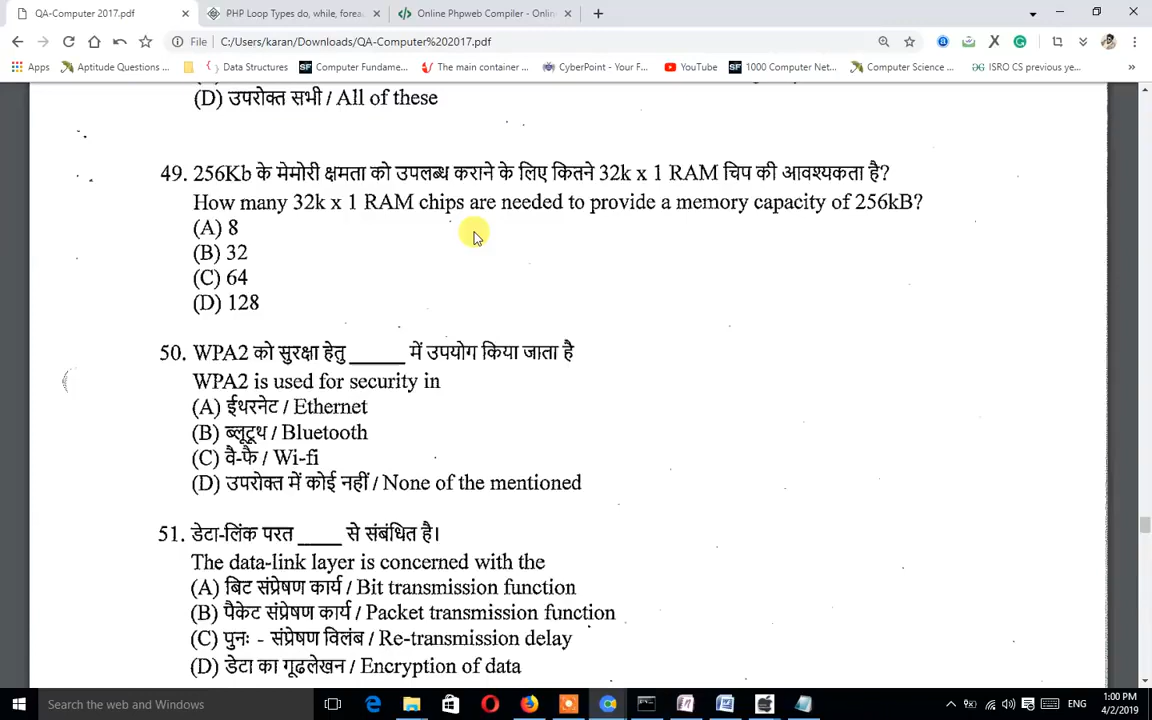 QA-Computer 2017.pdf
PHP Loop Types do, while, forea
Online Phpweb Compiler - Onlin
File
C:/Users/karan/Downloads/QA-Computer%202017.pdf
Apps
Aptitude Questions ...
Data Structures
Computer Fundame...
The main container ...
CyberPoint - Your F...
YouTube
1000 Computer Net...
Computer Science ...
ISRO CS previous ye...
»
(D) उपरोक्त सभी / All of these
49. 256Kb के मेमोरी क्षमता को उपलब्ध कराने के लिए कितने 32k x 1 RAM चिप की आवश्यकता है?
How many 32k x 1 RAM chips are needed to provide a memory capacity of 256kB?
(A) 8
(B) 32
(C) 64
(D) 128
50. WPA2 को सुरक्षा हेतु ______ में उपयोग किया जाता है
WPA2 is used for security in
(A) ईथरनेट / Ethernet
(B) ब्लूटूथ / Bluetooth
(C) वै-फै / Wi-fi
(D) उपरोक्त में कोई नहीं / None of the mentioned
51. डेटा-लिंक परत _____ से संबंधित है।
The data-link layer is concerned with the
(A) बिट संप्रेषण कार्य / Bit transmission function
(B) पैकेट संप्रेषण कार्य / Packet transmission function
(C) पुनः - संप्रेषण विलंब / Re-transmission delay
(D) डेटा का गूढलेखन / Encryption of data
Search the web and Windows
ENG
1:00 PM
4/2/2019